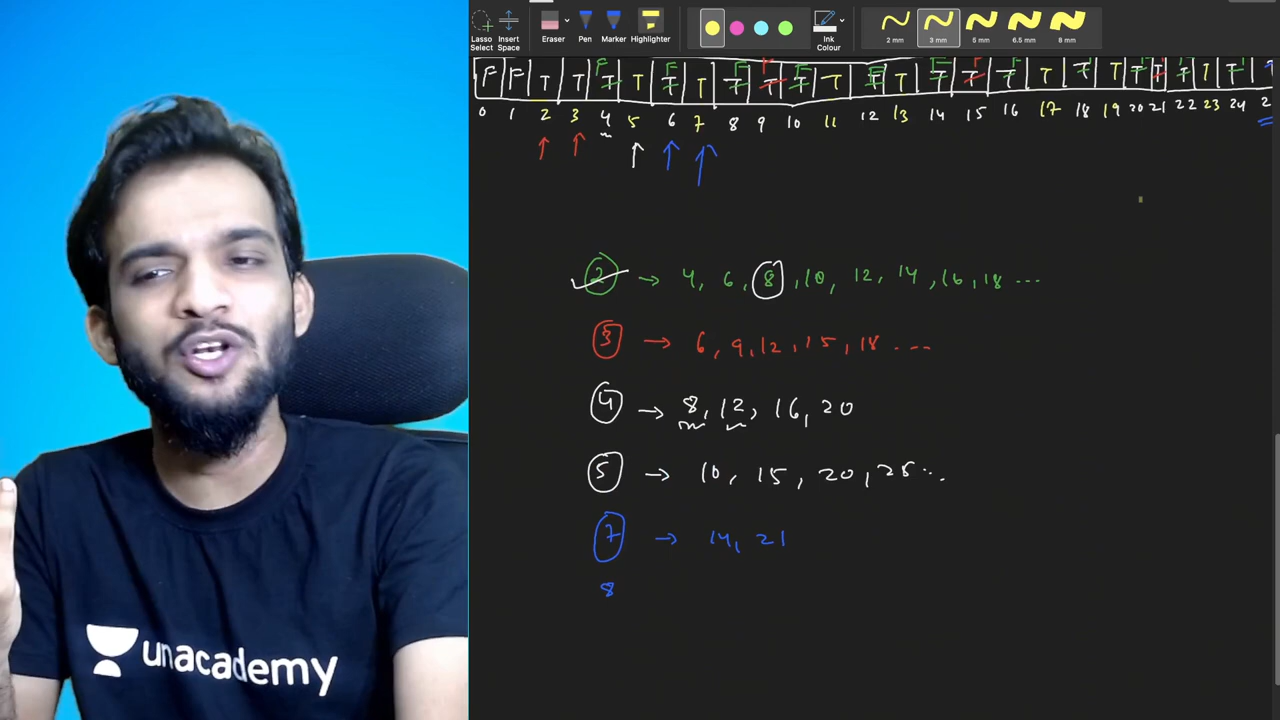 Lasso Select Insert Space Eraser Pen Marker Highlighter Ink Colour 2 mm 3 mm 5 mm 6.5 mm 8 mm
F F F F F F F F F F
F F T T T T T T T T T T T T T T T T T T T T T T T
0 1 2 3 4 5 6 7 8 9 10 11 12 13 14 15 16 17 18 19 20 21 22 23 24 2
2 → 4, 6, 8, 10, 12, 14, 16, 18 ...
3 → 6, 9, 12, 15, 18 ...
4 → 8, 12, 16, 20
5 → 10, 15, 20, 25 ...
7 → 14, 21
8
unacademy